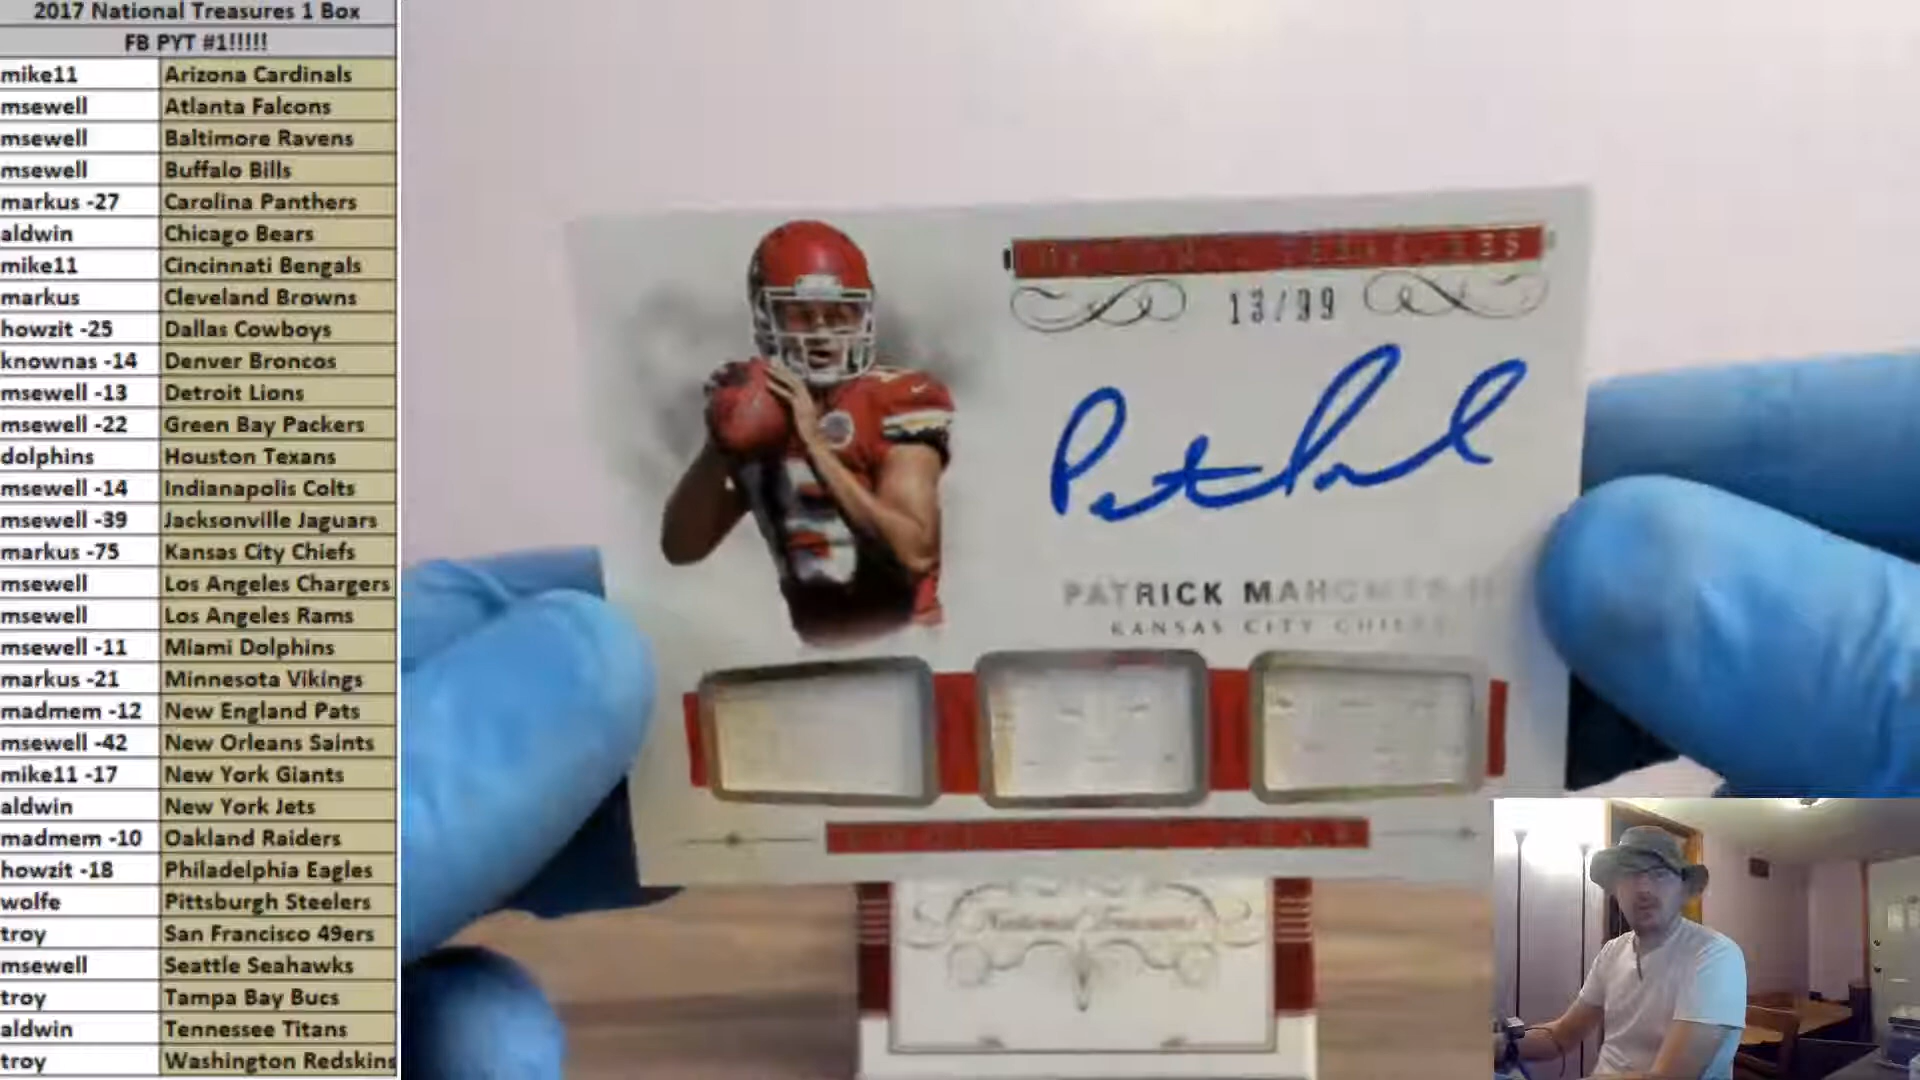 2017 National Treasures 1 Box
FB PYT #1!!!!!
mike11 Arizona Cardinals
msewell Atlanta Falcons
msewell Baltimore Ravens
msewell Buffalo Bills
markus -27 Carolina Panthers
aldwin Chicago Bears
mike11 Cincinnati Bengals
markus Cleveland Browns
howzit -25 Dallas Cowboys
knownas -14 Denver Broncos
msewell -13 Detroit Lions
msewell -22 Green Bay Packers
dolphins Houston Texans
msewell -14 Indianapolis Colts
msewell -39 Jacksonville Jaguars
markus -75 Kansas City Chiefs
msewell Los Angeles Chargers
msewell Los Angeles Rams
msewell -11 Miami Dolphins
markus -21 Minnesota Vikings
madmem -12 New England Pats
msewell -42 New Orleans Saints
mike11 -17 New York Giants
aldwin New York Jets
madmem -10 Oakland Raiders
howzit -18 Philadelphia Eagles
wolfe Pittsburgh Steelers
troy San Francisco 49ers
msewell Seattle Seahawks
troy Tampa Bay Bucs
aldwin Tennessee Titans
troy Washington Redskins
13/99
PATRICK MAHOMES II
KANSAS CITY CHIEFS
15
National Treasures